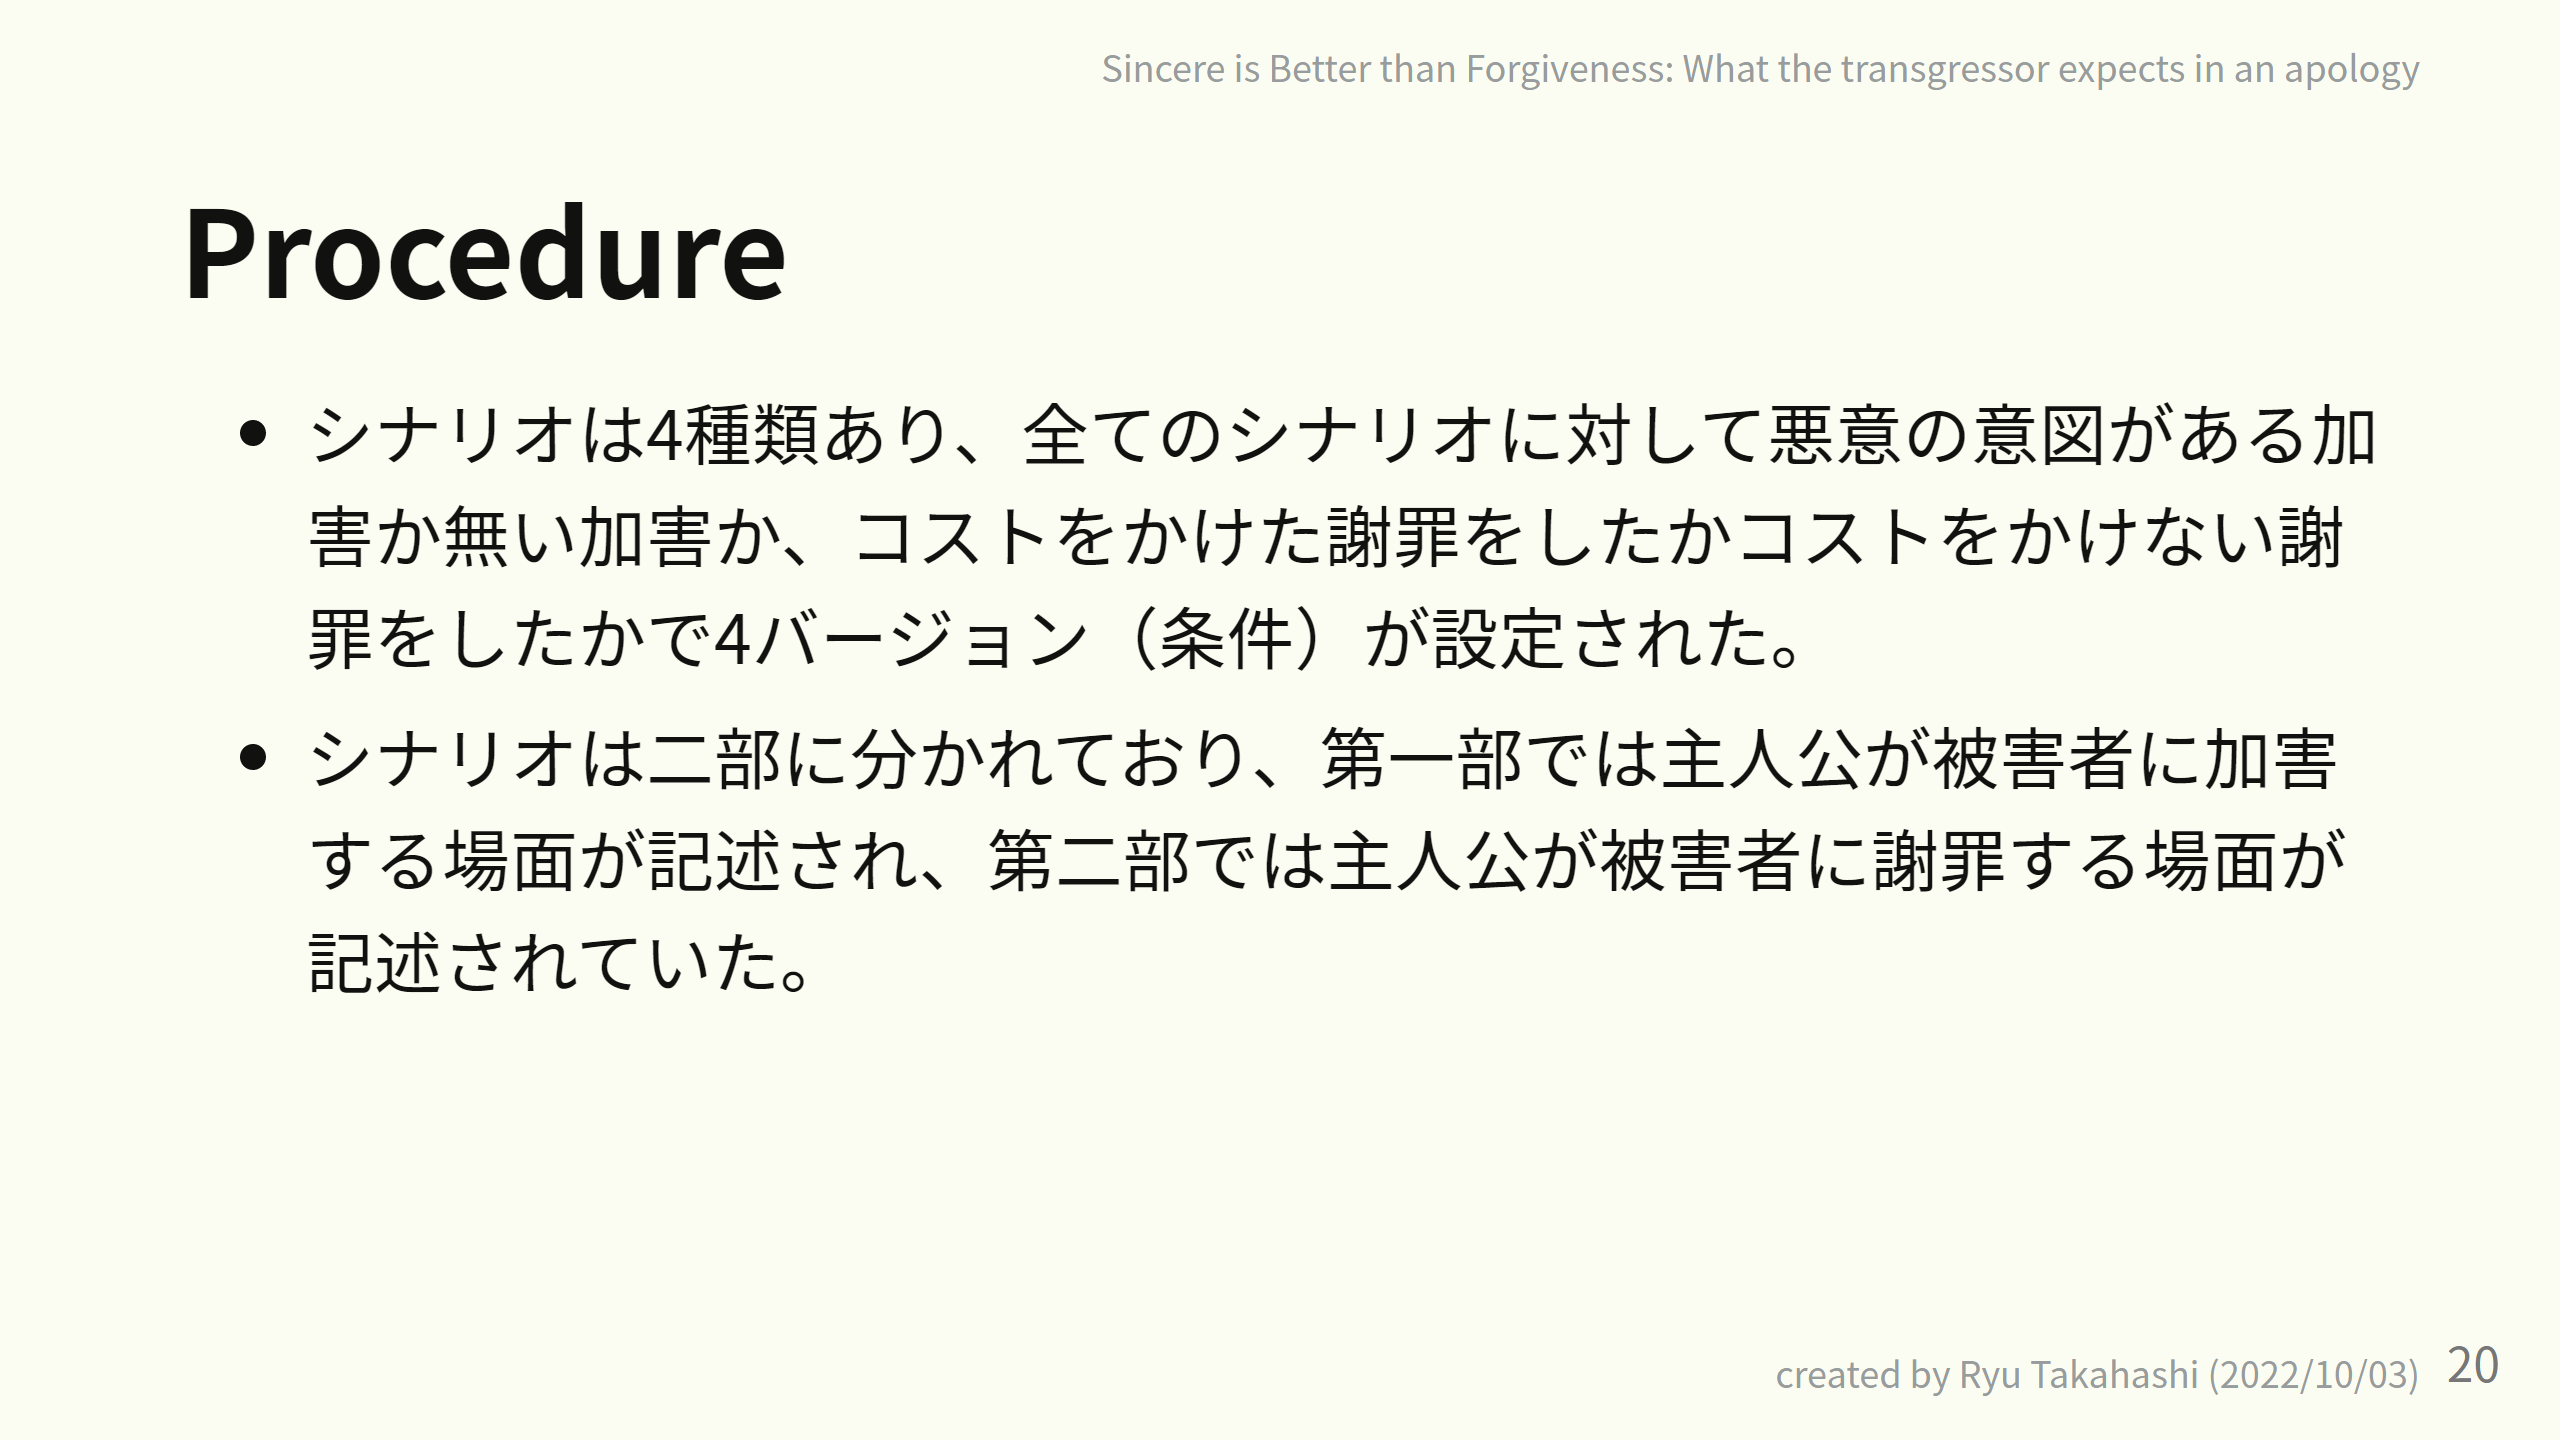 Sincere is Better than Forgiveness: What the transgressor expects in an apology
Procedure
• シナリオは4種類あり、全てのシナリオに対して悪意の意図がある加
害か無い加害か、コストをかけた謝罪をしたかコストをかけない謝
罪をしたかで4バージョン（条件）が設定された。
• シナリオは二部に分かれており、第一部では主人公が被害者に加害
する場面が記述され、第二部では主人公が被害者に謝罪する場面が
記述されていた。
created by Ryu Takahashi (2022/10/03) 20